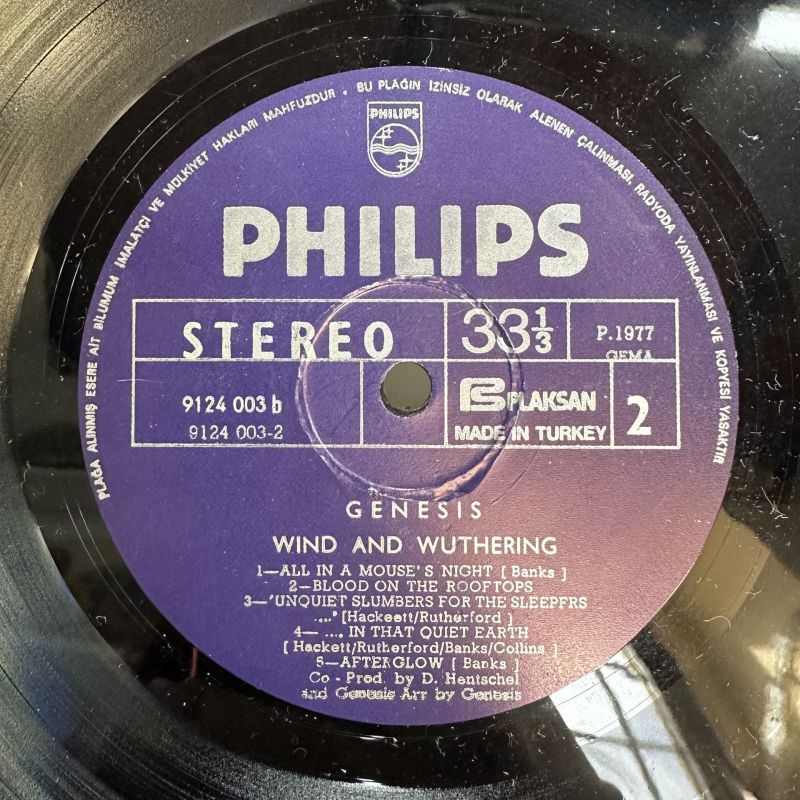 PLAĞA ALINMIŞ ESERE AİT BİLUMUM İMALATÇI VE MÜLKİYET HAKLARI MAHFUZDUR . BU PLAĞIN İZİNSİZ OLARAK ALENEN ÇALINMASI, RADYODA YAYINLANMASI VE KOPYESİ YASAKTIR
PHILIPS
PHILIPS
STEREO
33 1/3
P.1977
GEMA
9124 003 b
9124 003-2
PLAKSAN
MADE IN TURKEY
2
GENESIS
WIND AND WUTHERING
1—ALL IN A MOUSE'S NIGHT [ Banks ]
2—BLOOD ON THE ROOFTOPS
3—'UNQUIET SLUMBERS FOR THE SLEEPFRS
..." [Hackeett/Rutherford ]
4— .... IN THAT QUIET EARTH
[ Hackett/Rutherford/Banks/Collins ]
5—AFTERGLOW [ Banks ]
Co - Prod. by D. Hentschel
and Genesis Arr by Genesis